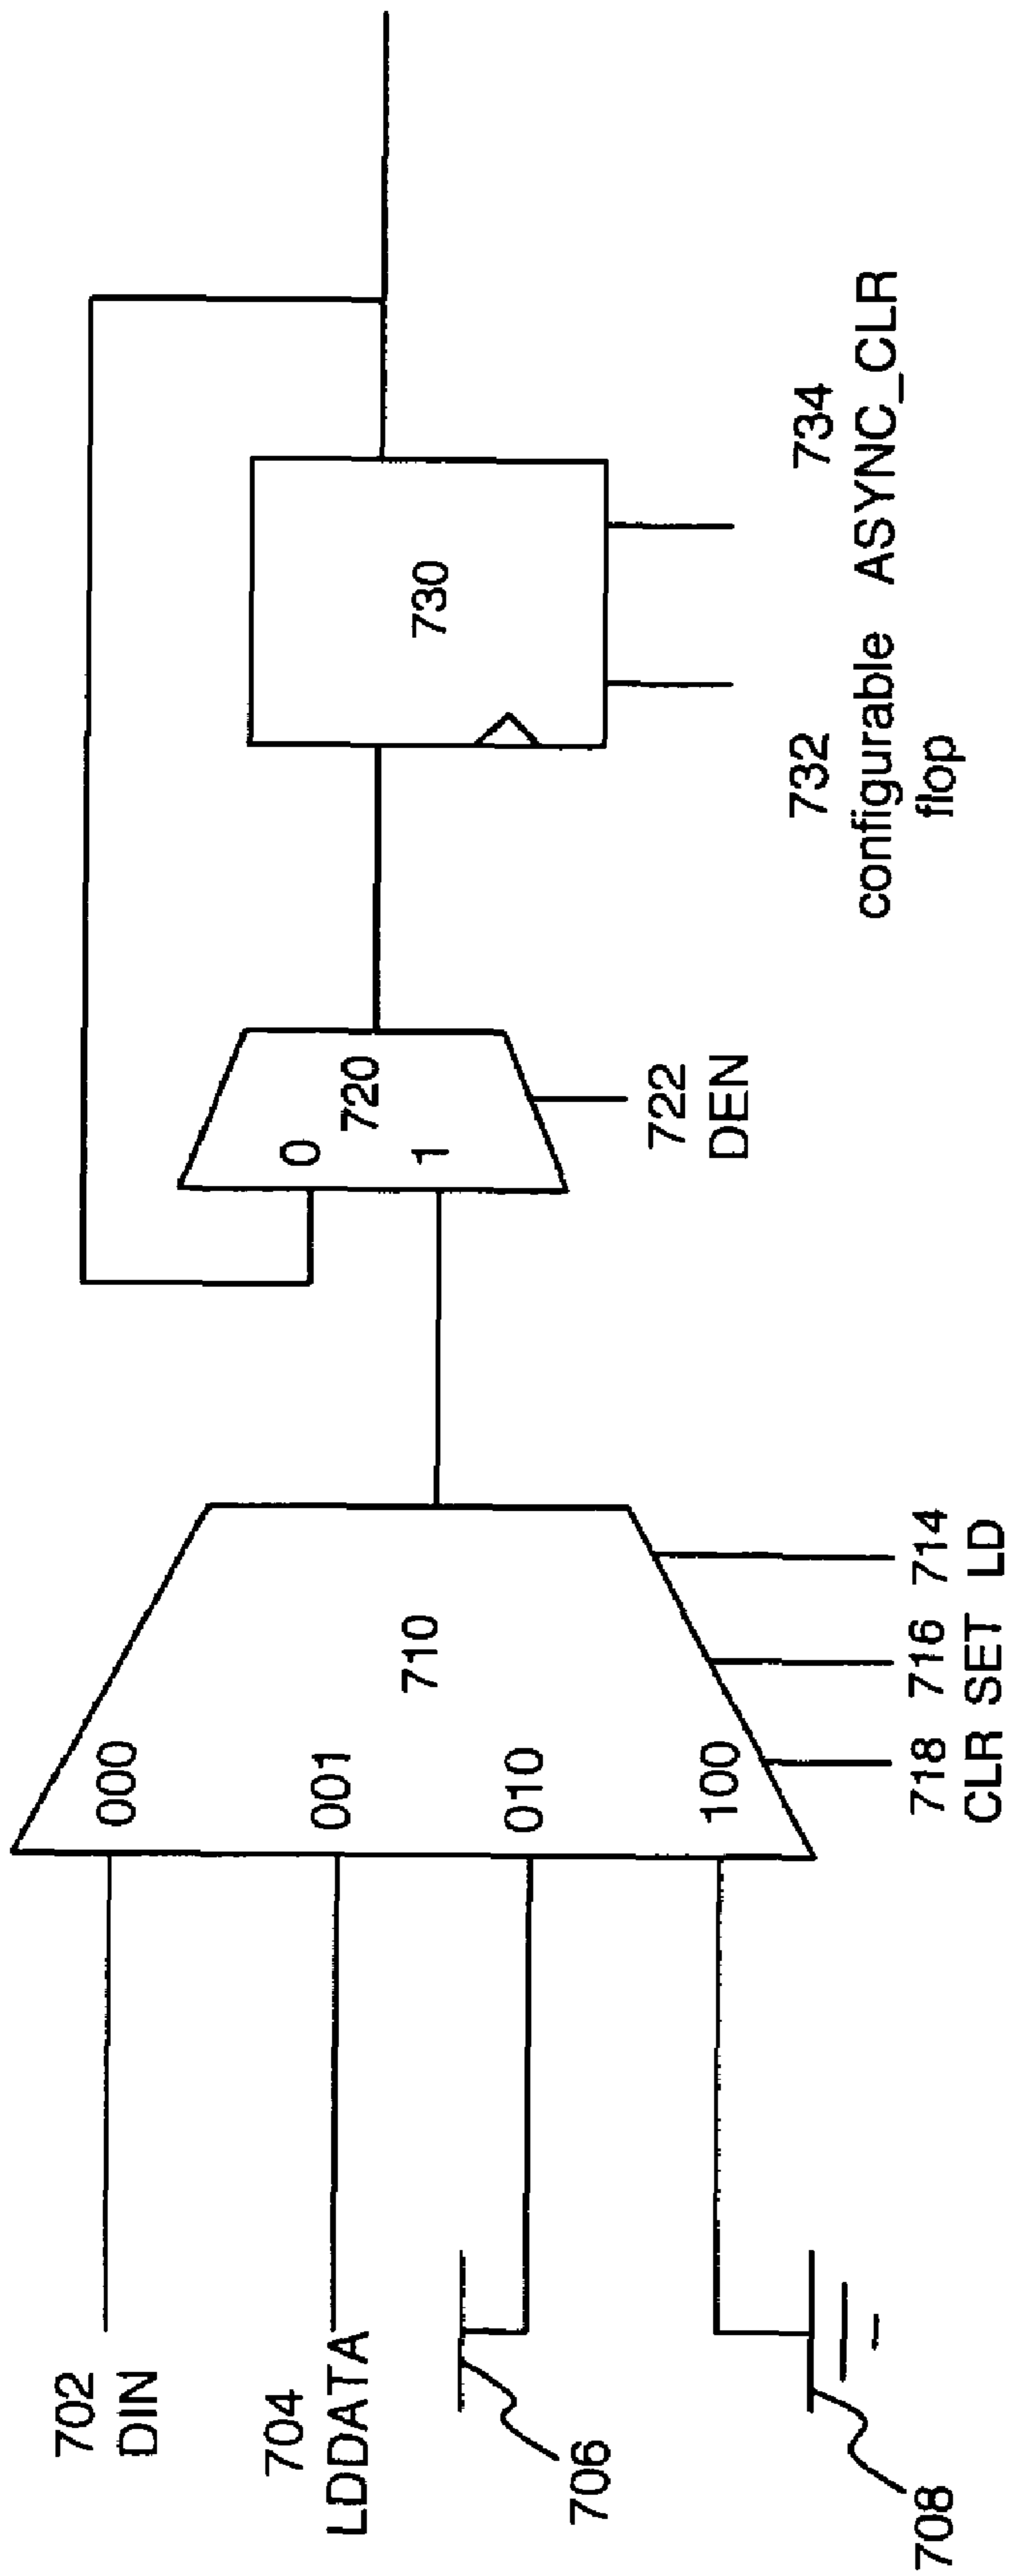 702
DIN
704
LDDATA
706
708
000
001
010
100
710
718 716 714
CLR SET LD
0
1
720
722
DEN
730
732 734
configurable ASYNC_CLR
flop